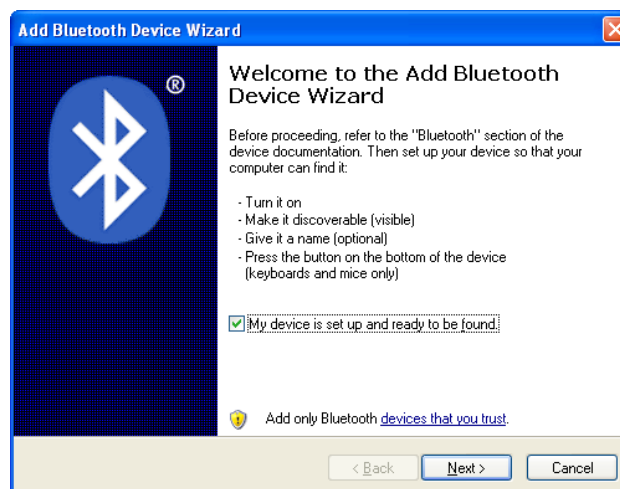 Add Bluetooth Device Wizard
®
Welcome to the Add Bluetooth
Device Wizard
Before proceeding, refer to the "Bluetooth" section of the
device documentation. Then set up your device so that your
computer can find it:
- Turn it on
- Make it discoverable (visible)
- Give it a name (optional)
- Press the button on the bottom of the device
(keyboards and mice only)
My device is set up and ready to be found.
Add only Bluetooth devices that you trust.
< Back Next > Cancel